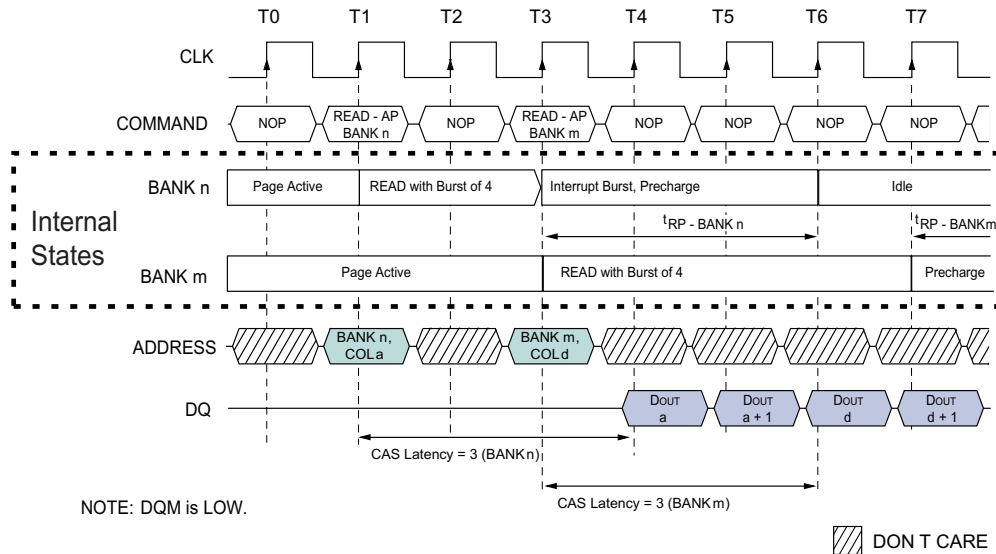 T0 T1 T2 T3 T4 T5 T6 T7
CLK
COMMAND
NOP
READ - AP
BANK n
NOP
READ - AP
BANK m
NOP
NOP
NOP
NOP
Internal
States
BANK n
Page Active
READ with Burst of 4
Interrupt Burst, Precharge
Idle
tRP - BANK n
tRP - BANK m
BANK m
Page Active
READ with Burst of 4
Precharge
ADDRESS
BANK n,
COL a
BANK m,
COL d
DQ
DOUT
a
DOUT
a + 1
DOUT
d
DOUT
d + 1
CAS Latency = 3 (BANK n)
CAS Latency = 3 (BANK m)
NOTE: DQM is LOW.
DON T CARE